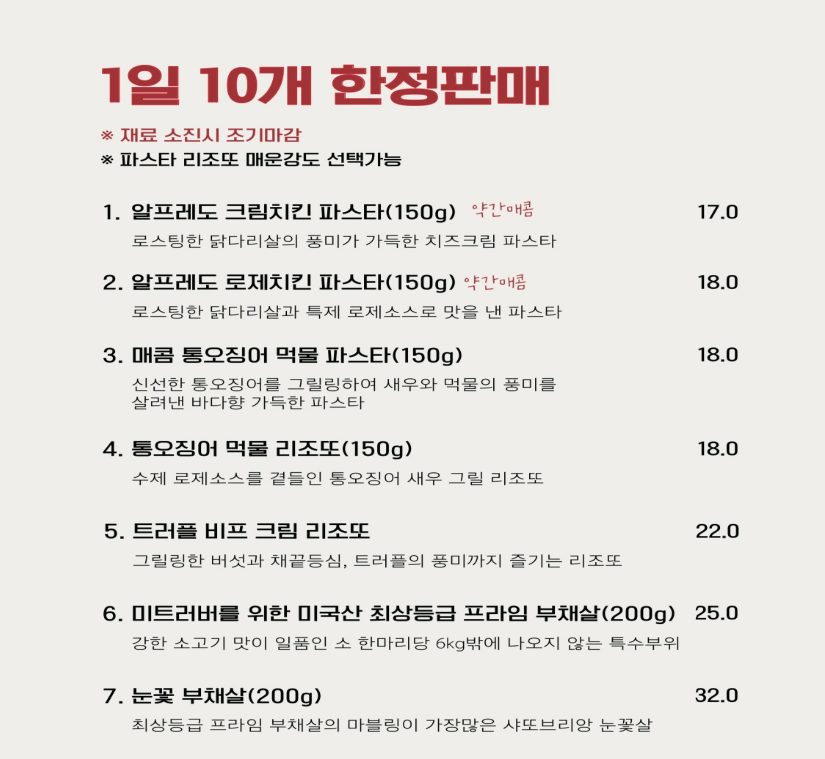 1일 10개 한정판매
※ 재료 소진시 조기마감
※ 파스타 리조또 매운강도 선택가능
1. 알프레도 크림치킨 파스타(150g) 약간매콤 17.0
로스팅한 닭다리살의 풍미가 가득한 치즈크림 파스타
2. 알프레도 로제치킨 파스타(150g) 약간매콤 18.0
로스팅한 닭다리살과 특제 로제소스로 맛을 낸 파스타
3. 매콤 통오징어 먹물 파스타(150g) 18.0
신선한 통오징어를 그릴링하여 새우와 먹물의 풍미를
살려낸 바다향 가득한 파스타
4. 통오징어 먹물 리조또(150g) 18.0
수제 로제소스를 곁들인 통오징어 새우 그릴 리조또
5. 트러플 비프 크림 리조또 22.0
그릴링한 버섯과 채끝등심, 트러플의 풍미까지 즐기는 리조또
6. 미트러버를 위한 미국산 최상등급 프라임 부채살(200g) 25.0
강한 소고기 맛이 일품인 소 한마리당 6kg밖에 나오지 않는 특수부위
7. 눈꽃 부채살(200g) 32.0
최상등급 프라임 부채살의 마블링이 가장많은 샤또브리앙 눈꽃살